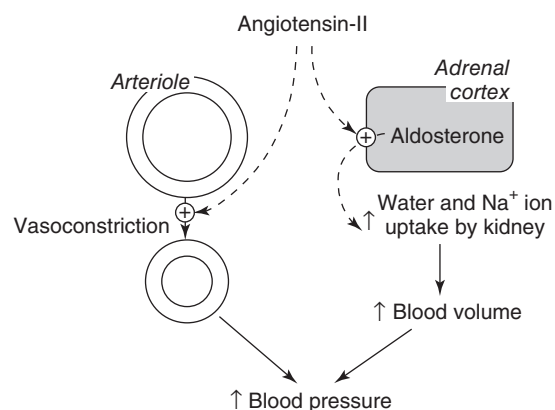 Angiotensin-II
Arteriole
Adrenal
cortex
+
Aldosterone
+
Vasoconstriction
↑ Water and Na⁺ ion
uptake by kidney
↑ Blood volume
↑ Blood pressure